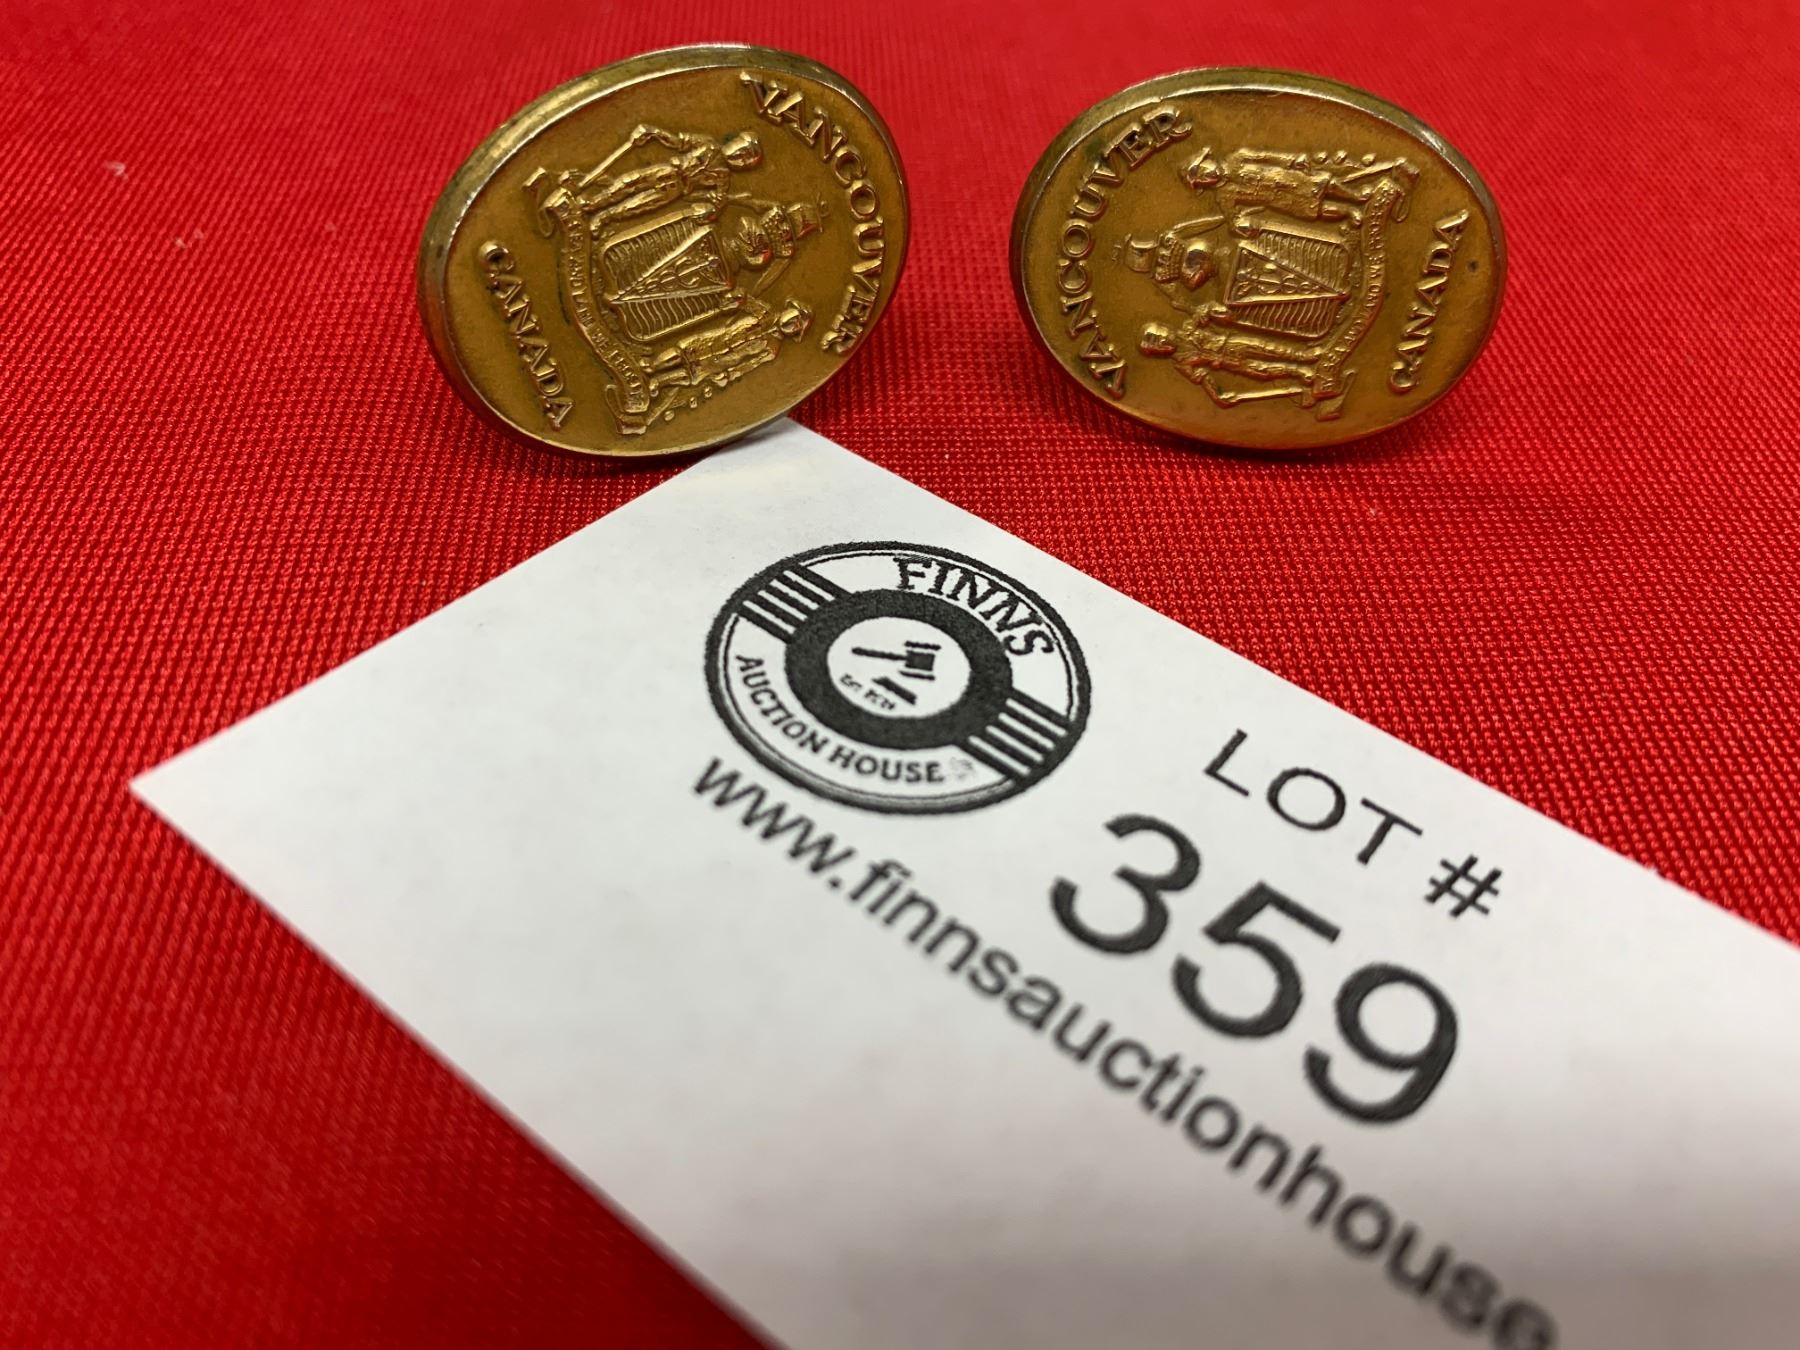 VANCOUVER
CANADA
VANCOUVER
CANADA
FINNS
AUCTION HOUSE
www.finnsauctionhouse
LOT #
359